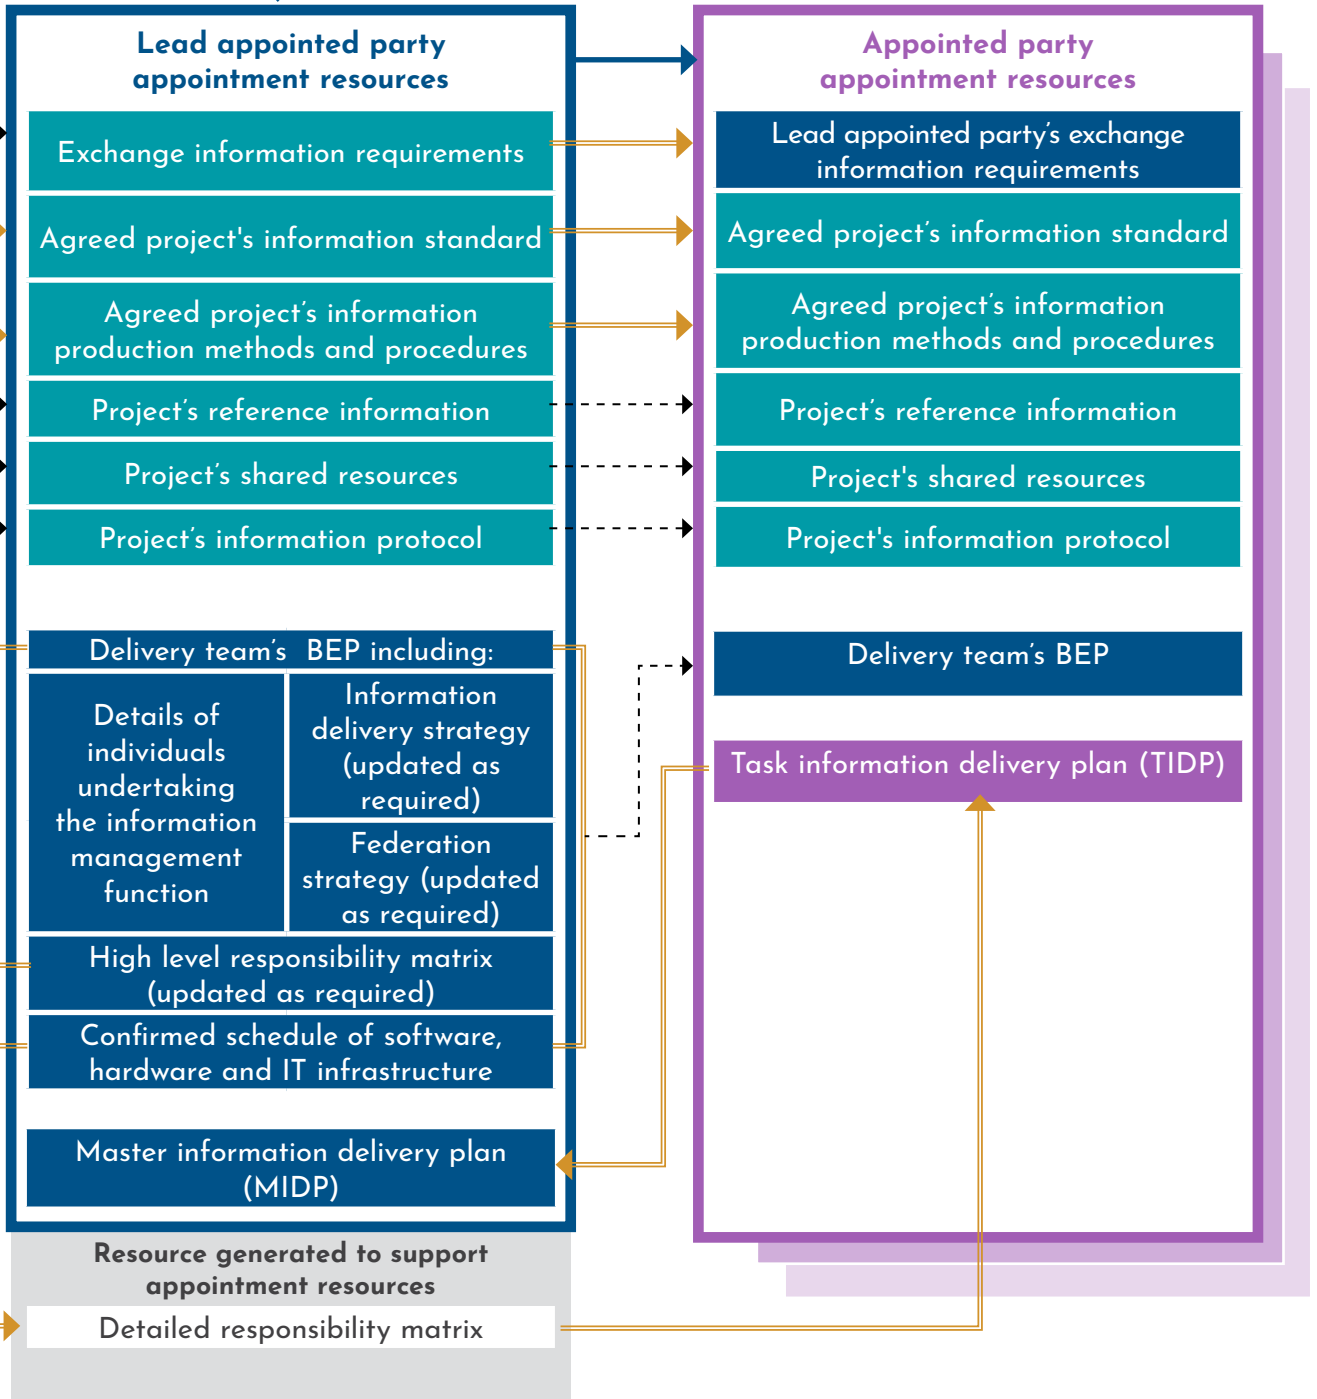 Lead appointed party
appointment resources
Exchange information requirements
Agreed project's information standard
Agreed project’s information
production methods and procedures
Project’s reference information
Project’s shared resources
Project’s information protocol
Delivery team’s BEP including:
Details of
individuals
undertaking
the information
management
function
Information
delivery strategy
(updated as
required)
Federation
strategy (updated
as required)
High level responsibility matrix
(updated as required)
Confirmed schedule of software,
hardware and IT infrastructure
Master information delivery plan
(MIDP)
Resource generated to support
appointment resources
Detailed responsibility matrix
Appointed party
appointment resources
Lead appointed party’s exchange
information requirements
Agreed project’s information standard
Agreed project’s information
production methods and procedures
Project’s reference information
Project's shared resources
Project's information protocol
Delivery team’s BEP
Task information delivery plan (TIDP)